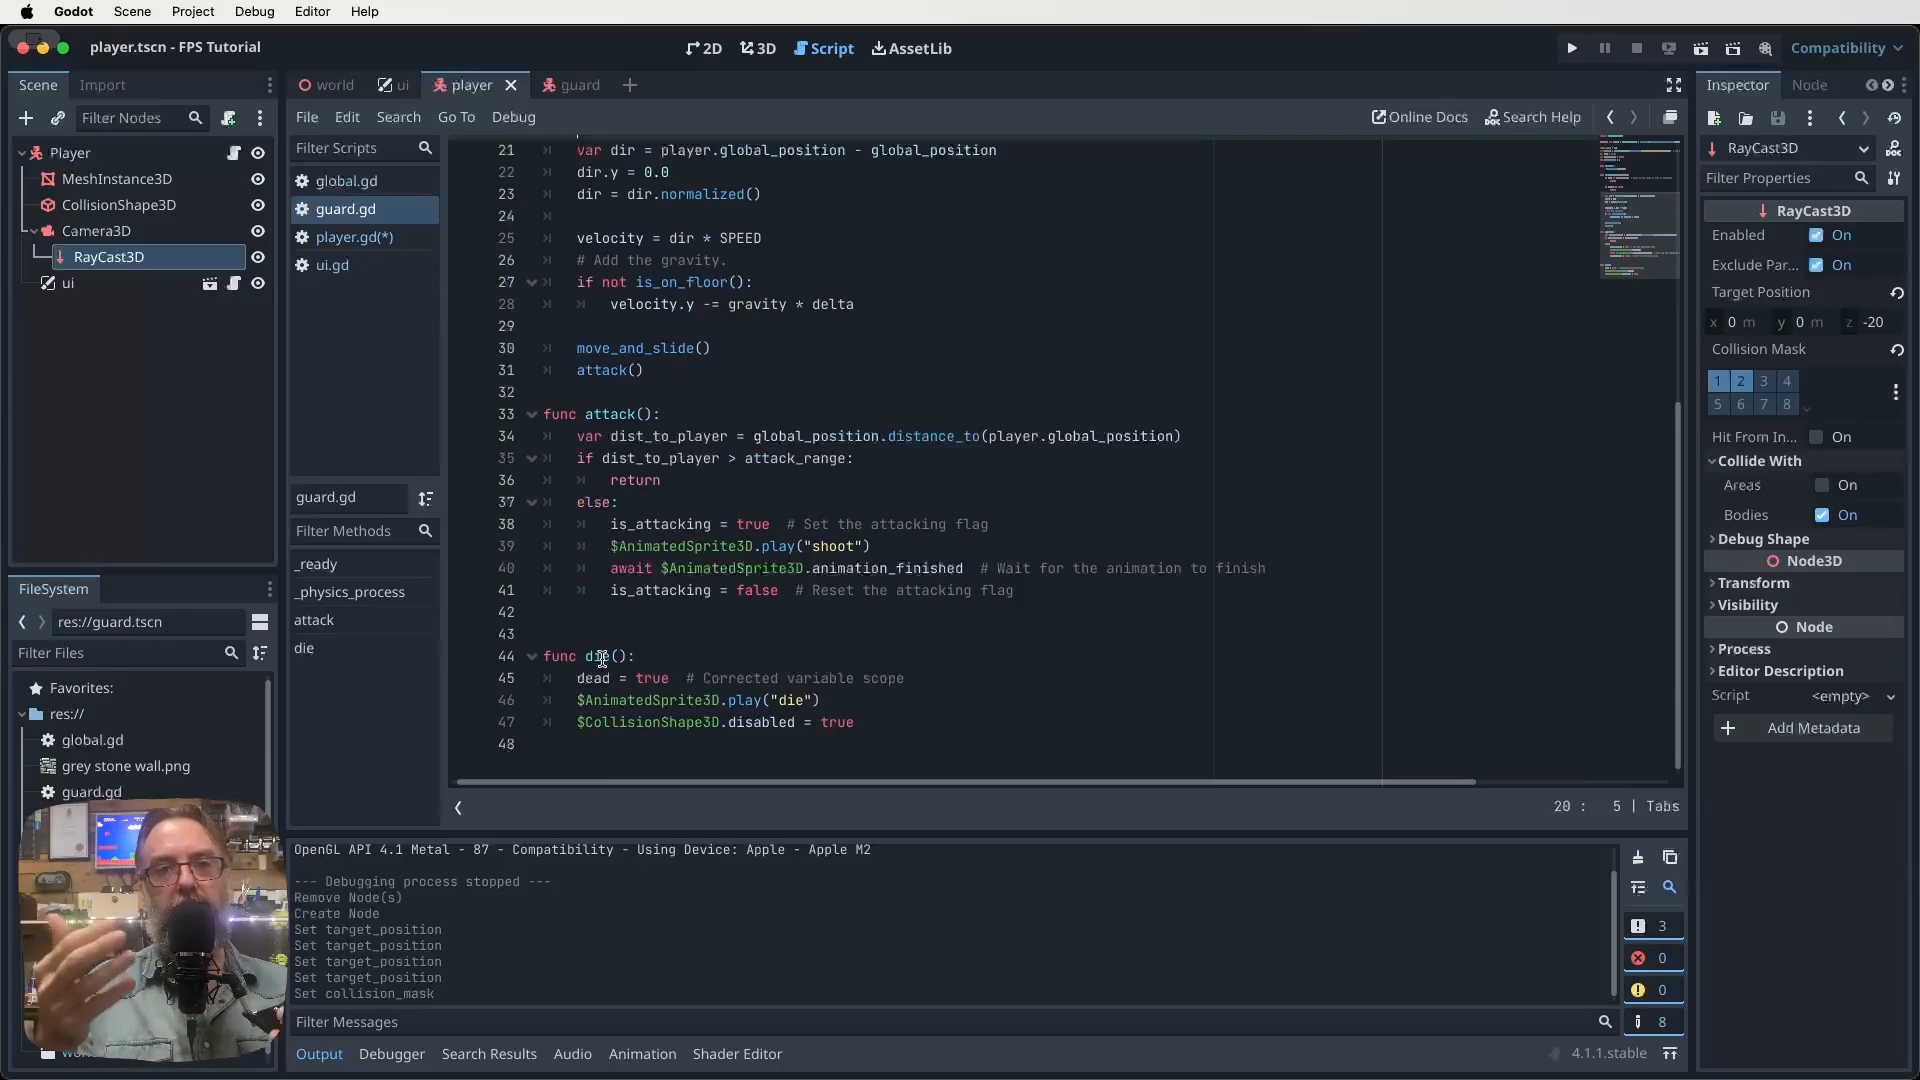 Godot Scene Project Debug Editor Help
player.tscn - FPS Tutorial
2D 3D Script AssetLib
Compatibility
Scene Import
Filter Nodes
Player
MeshInstance3D
CollisionShape3D
Camera3D
RayCast3D
ui
FileSystem
res://guard.tscn
Filter Files
Favorites:
res://
global.gd
grey stone wall.png
guard.gd
world ui player guard
File Edit Search Go To Debug
Online Docs Search Help
Filter Scripts
global.gd
guard.gd
player.gd(*)
ui.gd
guard.gd
Filter Methods
_ready
_physics_process
attack
die
21 var dir = player.global_position - global_position
22 dir.y = 0.0
23 dir = dir.normalized()
24
25 velocity = dir * SPEED
26 # Add the gravity.
27 if not is_on_floor():
28 velocity.y -= gravity * delta
29
30 move_and_slide()
31 attack()
32
33 func attack():
34 var dist_to_player = global_position.distance_to(player.global_position)
35 if dist_to_player > attack_range:
36 return
37 else:
38 is_attacking = true # Set the attacking flag
39 $AnimatedSprite3D.play("shoot")
40 await $AnimatedSprite3D.animation_finished # Wait for the animation to finish
41 is_attacking = false # Reset the attacking flag
42
43
44 func die():
45 dead = true # Corrected variable scope
46 $AnimatedSprite3D.play("die")
47 $CollisionShape3D.disabled = true
48
20 : 5 | Tabs
OpenGL API 4.1 Metal - 87 - Compatibility - Using Device: Apple - Apple M2
--- Debugging process stopped ---
Remove Node(s)
Create Node
Set target_position
Set target_position
Set target_position
Set target_position
Set collision_mask
Filter Messages
3
0
0
8
Output Debugger Search Results Audio Animation Shader Editor
4.1.1.stable
Inspector Node
RayCast3D
Filter Properties
RayCast3D
Enabled On
Exclude Par... On
Target Position
x 0 m y 0 m z -20
Collision Mask
1 2 3 4
5 6 7 8
Hit From In... On
Collide With
Areas On
Bodies On
Debug Shape
Node3D
Transform
Visibility
Node
Process
Editor Description
Script <empty>
Add Metadata